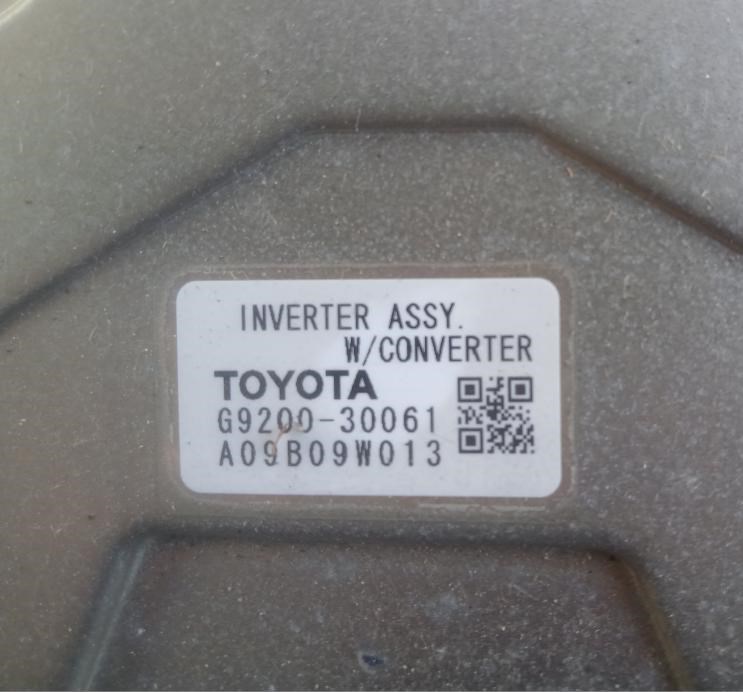 INVERTER ASSY.
W/CONVERTER
TOYOTA
G9200-30061
A09B09W013